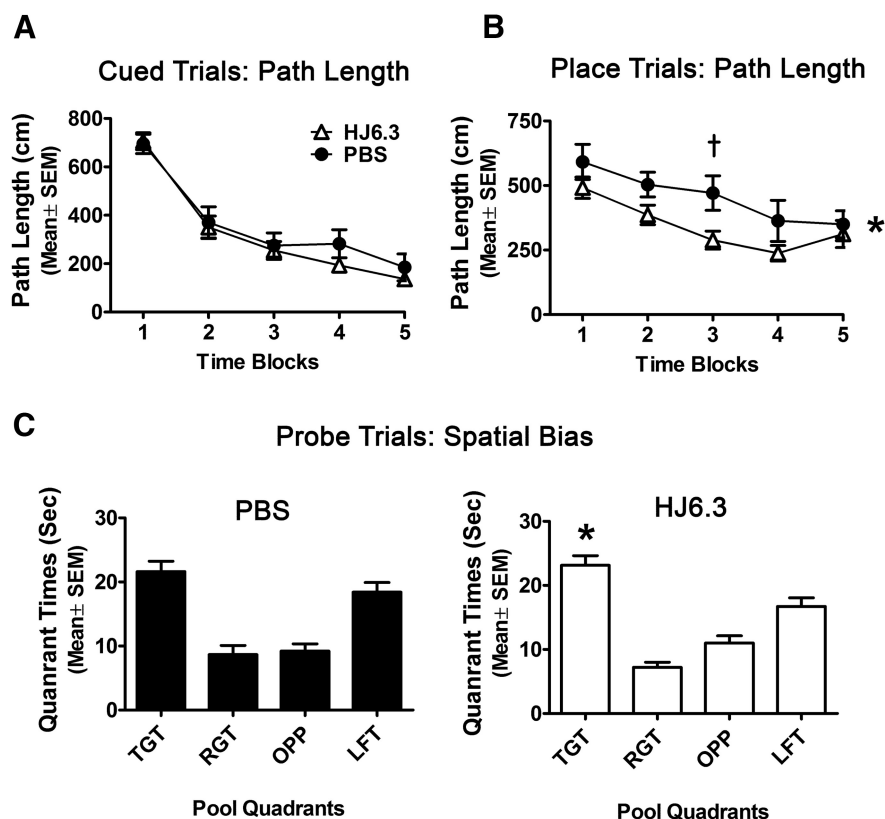 A
Cued Trials: Path Length
Path Length (cm)
(Mean± SEM)
800
600
400
200
0
HJ6.3
PBS
1 2 3 4 5
Time Blocks
B
Place Trials: Path Length
Path Length (cm)
(Mean± SEM)
750
500
250
0
†
*
1 2 3 4 5
Time Blocks
C
Probe Trials: Spatial Bias
PBS
Quanrant Times (Sec)
(Mean± SEM)
30
20
10
0
TGT RGT OPP LFT
Pool Quadrants
HJ6.3
Quanrant Times (Sec)
(Mean± SEM)
30
20
10
0
*
TGT RGT OPP LFT
Pool Quadrants